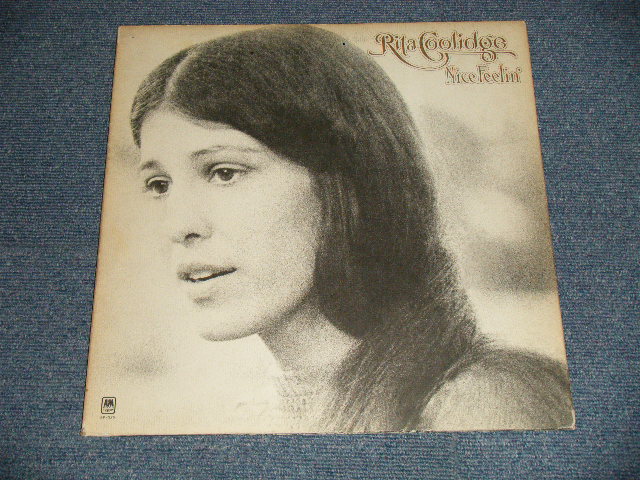 Rita Coolidge
Nice Feelin'
A&M